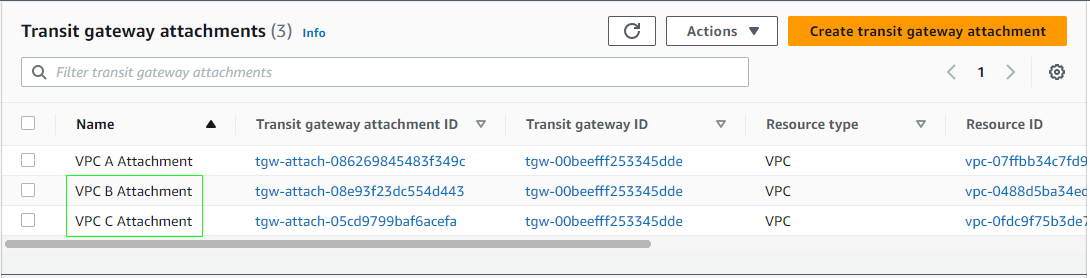 Transit gateway attachments (3) Info
Actions
Create transit gateway attachment
Filter transit gateway attachments
1
Name Transit gateway attachment ID Transit gateway ID Resource type Resource ID
VPC A Attachment tgw-attach-086269845483f349c tgw-00beefff253345dde VPC vpc-07ffbb34c7fd9
VPC B Attachment tgw-attach-08e93f23dc554d443 tgw-00beefff253345dde VPC vpc-0488d5ba34ed
VPC C Attachment tgw-attach-05cd9799baf6acefa tgw-00beefff253345dde VPC vpc-0fdc9f75b3de7